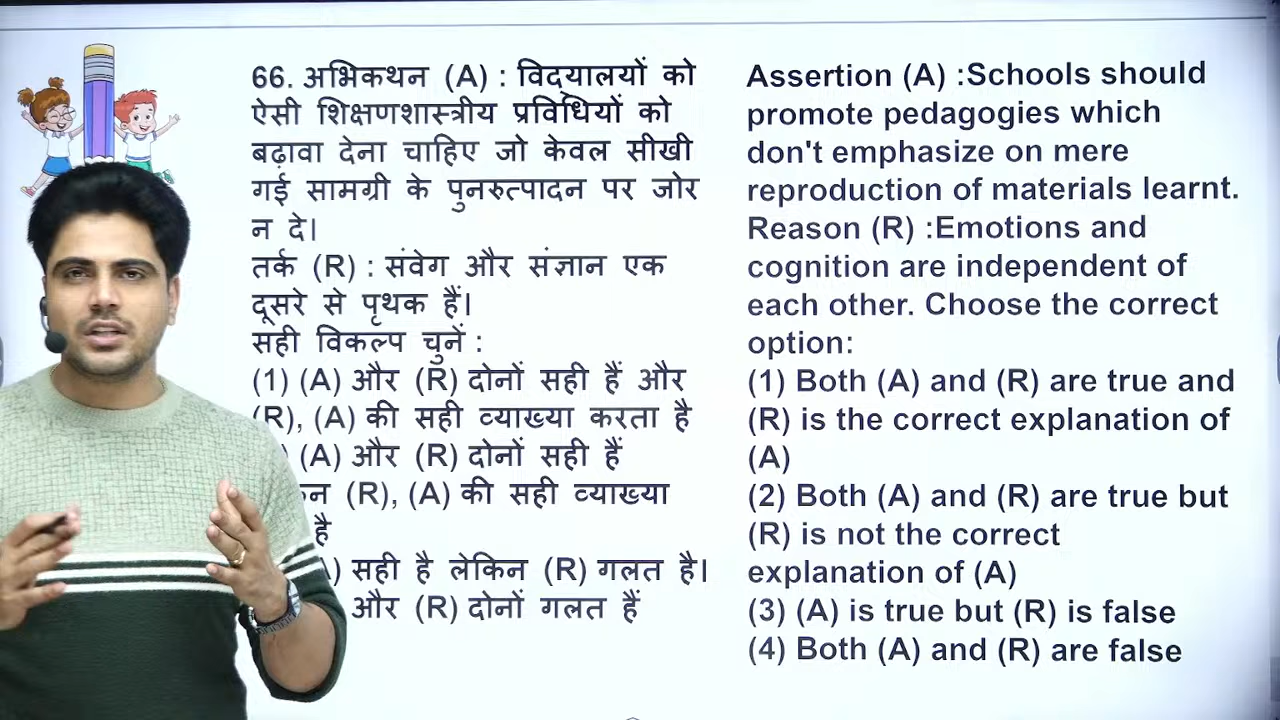 66. अभिकथन (A) : विद्यालयों को
ऐसी शिक्षणशास्त्रीय प्रविधियों को
बढ़ावा देना चाहिए जो केवल सीखी
गई सामग्री के पुनरुत्पादन पर जोर
न दे।
तर्क (R) : संवेग और संज्ञान एक
दूसरे से पृथक हैं।
सही विकल्प चुनें :
(1) (A) और (R) दोनों सही हैं और
(R), (A) की सही व्याख्या करता है
(A) और (R) दोनों सही हैं
(R), (A) की सही व्याख्या
है
सही है लेकिन (R) गलत है।
और (R) दोनों गलत हैं
Assertion (A) :Schools should
promote pedagogies which
don't emphasize on mere
reproduction of materials learnt.
Reason (R) :Emotions and
cognition are independent of
each other. Choose the correct
option:
(1) Both (A) and (R) are true and
(R) is the correct explanation of
(A)
(2) Both (A) and (R) are true but
(R) is not the correct
explanation of (A)
(3) (A) is true but (R) is false
(4) Both (A) and (R) are false